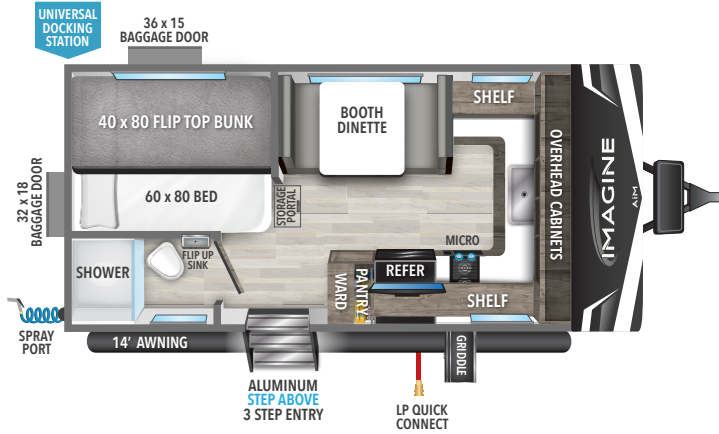 UNIVERSAL
DOCKING
STATION
36 x 15
BAGGAGE DOOR
40 x 80 FLIP TOP BUNK
BOOTH
DINETTE
SHELF
OVERHEAD CABINETS
IMAGINE
AIM
32 x 18
BAGGAGE DOOR
60 x 80 BED
STORAGE
PORTAL
MICRO
SHOWER
FLIP UP
SINK
REFER
PANTRY
WARD
SHELF
SPRAY
PORT
14' AWNING
GRIDDLE
ALUMINUM
STEP ABOVE
3 STEP ENTRY
LP QUICK
CONNECT